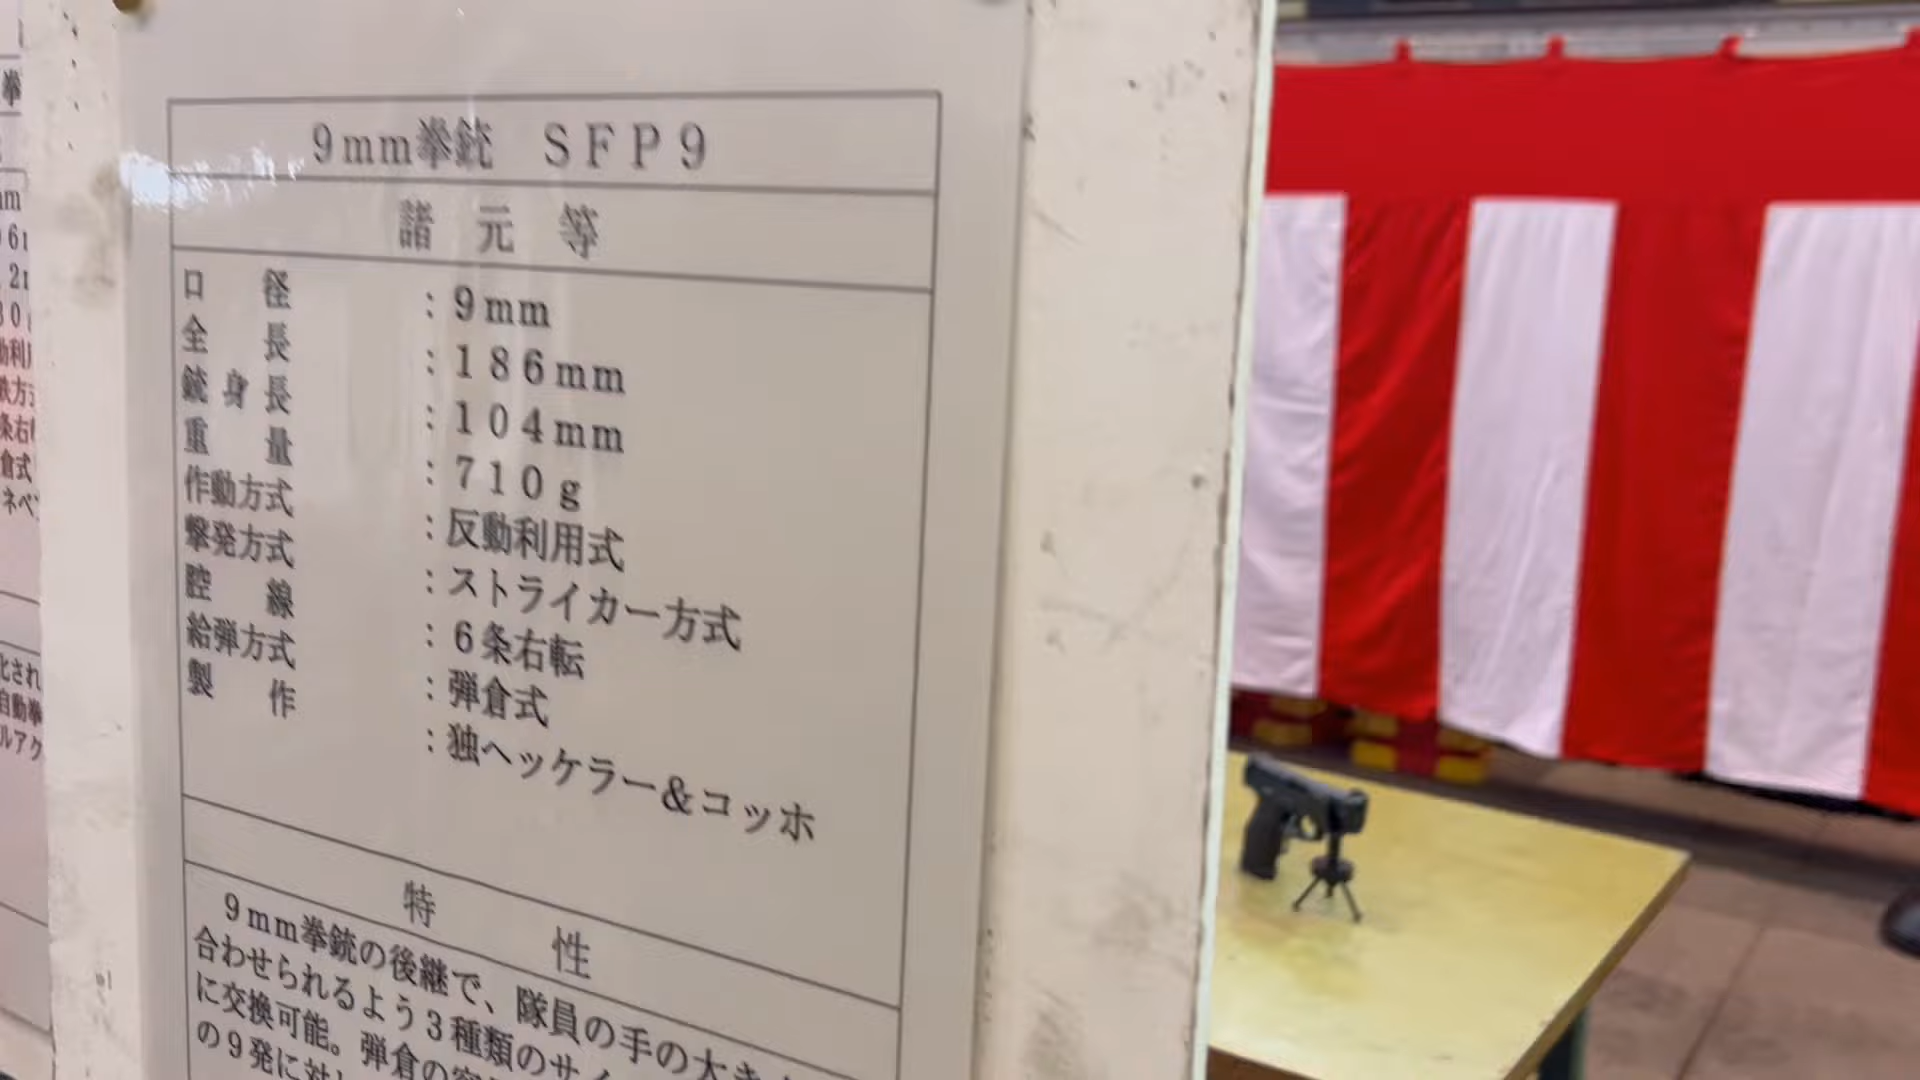 9mm拳銃　SFP9
諸　元　等
口　　径　：9mm
全　　長　：186mm
銃 身 長　：104mm
重　　量　：710g
作動方式　：反動利用式
撃発方式　：ストライカー方式
腔　　線　：6条右転
給弾方式　：弾倉式
製　　作　：独ヘッケラー&コッホ
特　　　性
9mm拳銃の後継で、隊員の手の大き
合わせられるよう3種類のサイ
に交換可能。弾倉の容
の9発に対し